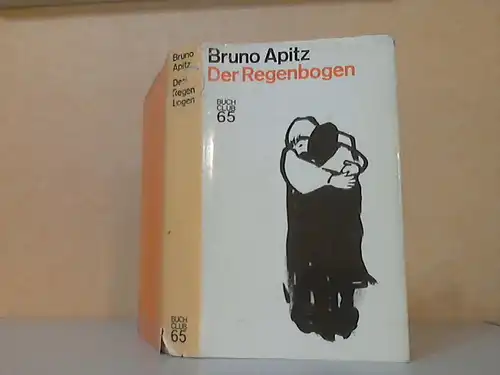 Bruno
Apitz
Der
Regen
bogen
BUCH
CLUB
65
Bruno Apitz
Der Regenbogen
BUCH
CLUB
65